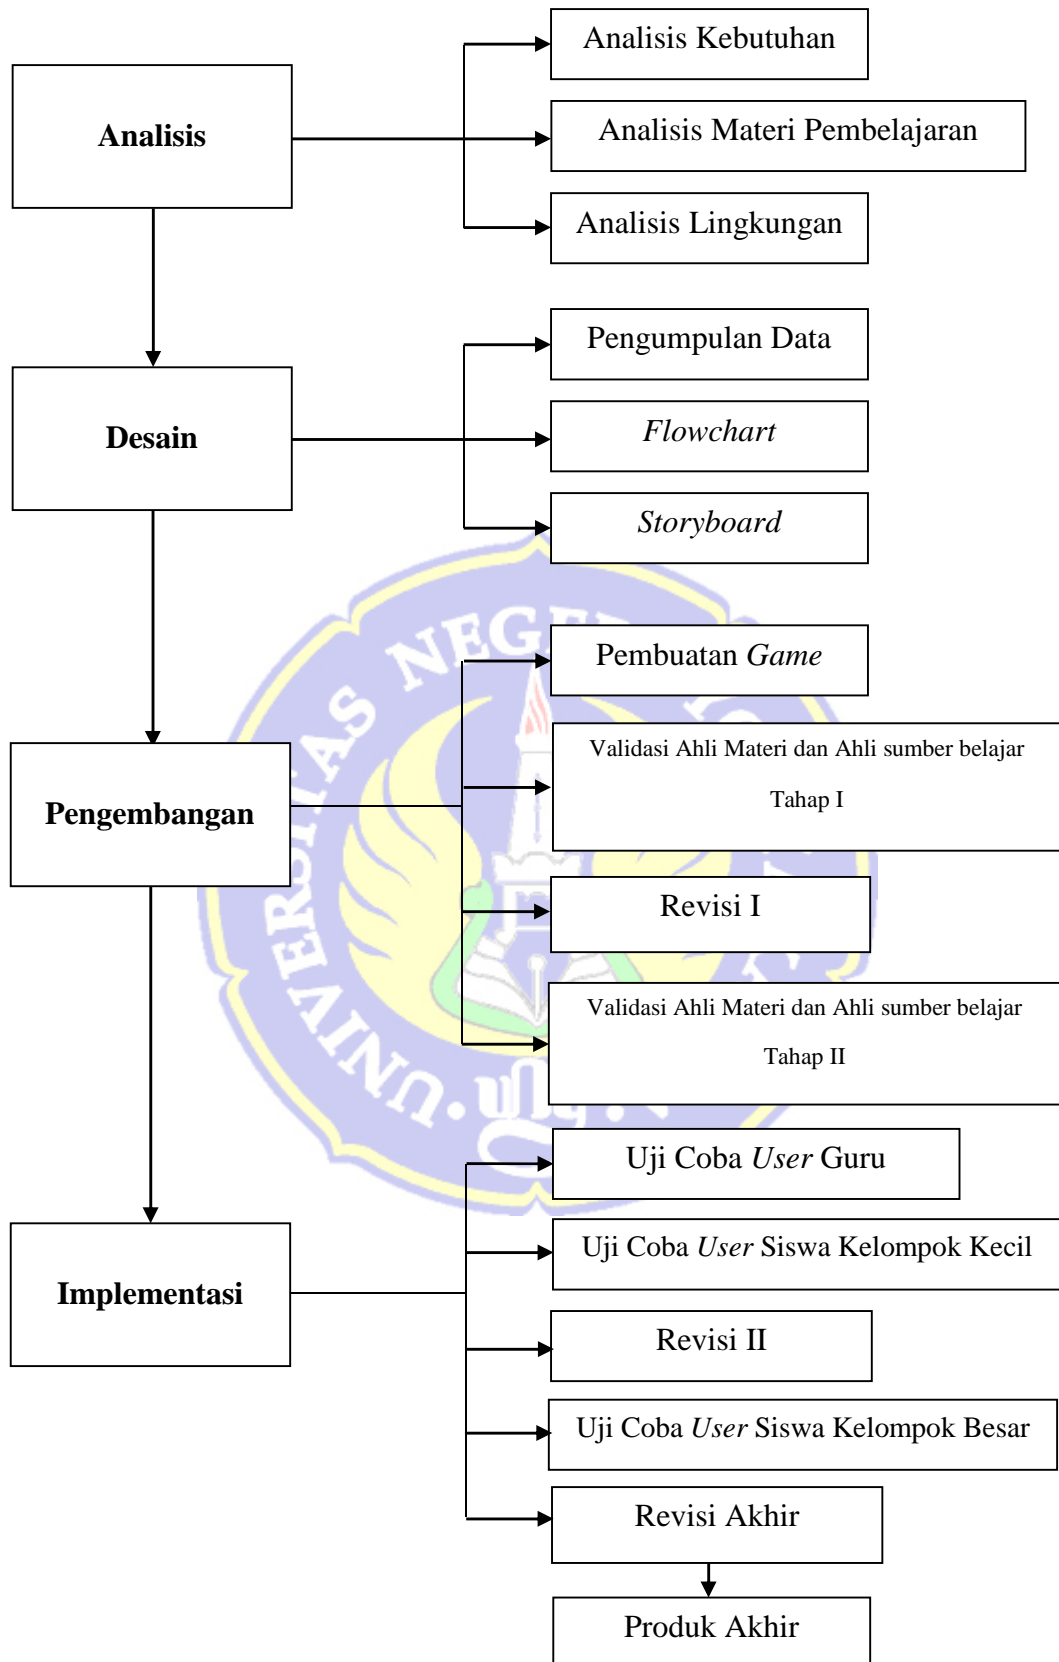 Analisis
Analisis Kebutuhan
Analisis Materi Pembelajaran
Analisis Lingkungan
Desain
Pengumpulan Data
Flowchart
Storyboard
Pengembangan
Pembuatan Game
Validasi Ahli Materi dan Ahli sumber belajar
Tahap I
Revisi I
Validasi Ahli Materi dan Ahli sumber belajar
Tahap II
Implementasi
Uji Coba User Guru
Uji Coba User Siswa Kelompok Kecil
Revisi II
Uji Coba User Siswa Kelompok Besar
Revisi Akhir
Produk Akhir
UNIVERSITAS